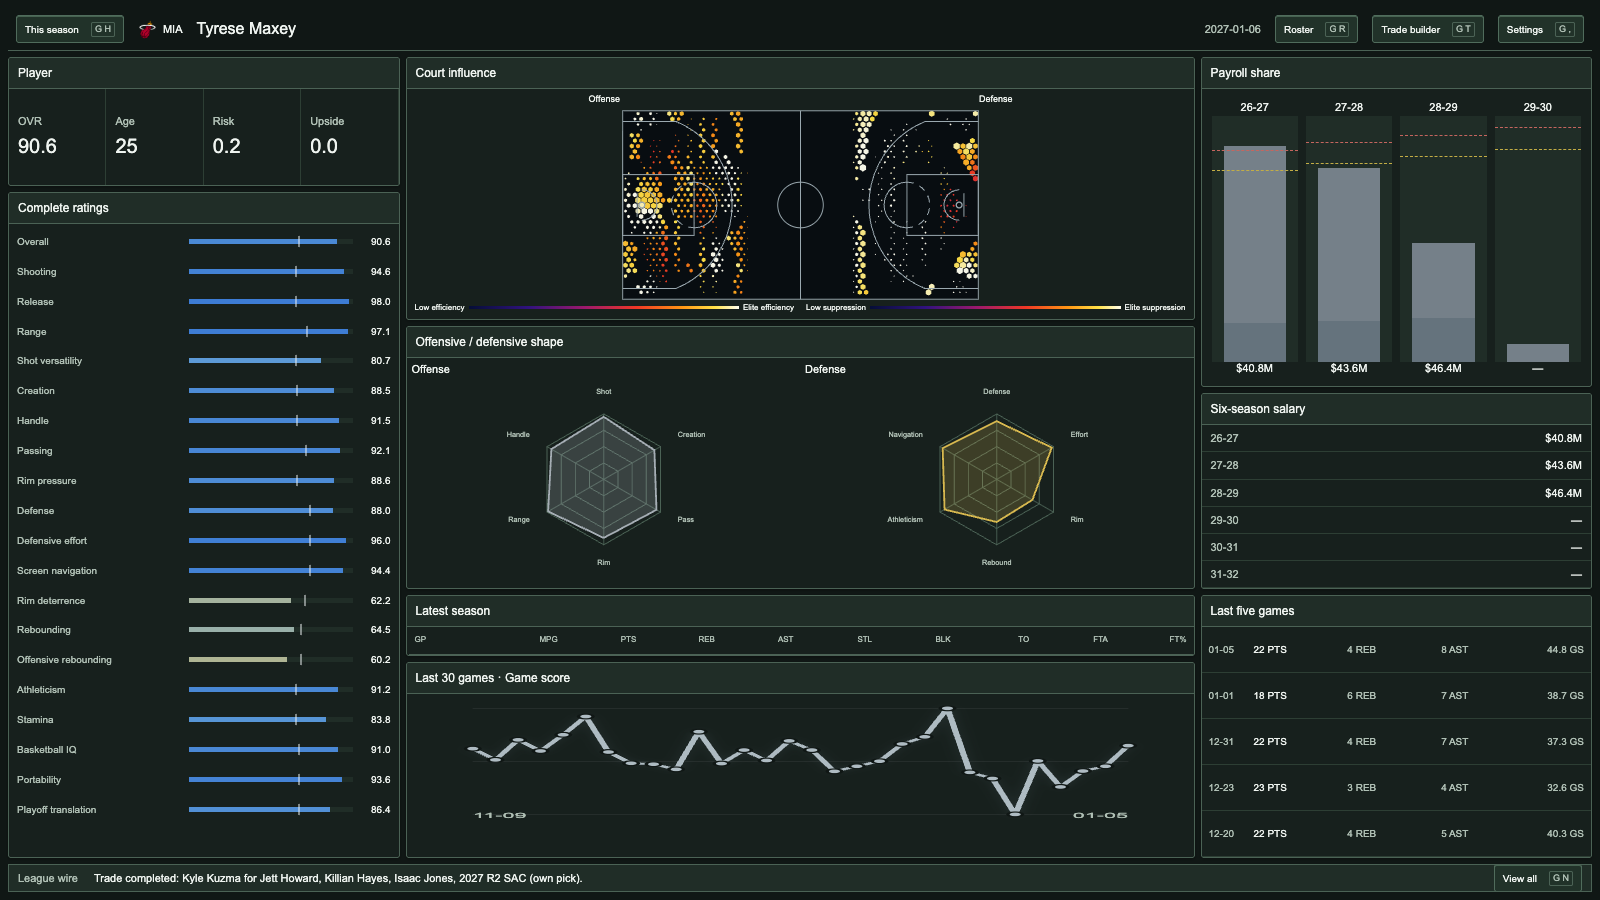 This season G H
MIA Tyrese Maxey
2027-01-06
Roster G R
Trade builder G T
Settings G ,
Player
OVR Age Risk Upside
90.6 25 0.2 0.0
Complete ratings
Overall 90.6
Shooting 94.6
Release 98.0
Range 97.1
Shot versatility 80.7
Creation 88.5
Handle 91.5
Passing 92.1
Rim pressure 88.6
Defense 88.0
Defensive effort 96.0
Screen navigation 94.4
Rim deterrence 62.2
Rebounding 64.5
Offensive rebounding 60.2
Athleticism 91.2
Stamina 83.8
Basketball IQ 91.0
Portability 93.6
Playoff translation 86.4
Court influence
Offense Defense
Low efficiency Elite efficiency Low suppression Elite suppression
Offensive / defensive shape
Offense
Shot
Handle Creation
Range Pass
Rim
Defense
Defense
Navigation Effort
Athleticism Rim
Rebound
Latest season
GP MPG PTS REB AST STL BLK TO FTA FT%
Last 30 games · Game score
11-09 01-05
Payroll share
26-27 27-28 28-29 29-30
$40.8M $43.6M $46.4M —
Six-season salary
26-27 $40.8M
27-28 $43.6M
28-29 $46.4M
29-30 —
30-31 —
31-32 —
Last five games
01-05 22 PTS 4 REB 8 AST 44.8 GS
01-01 18 PTS 6 REB 7 AST 38.7 GS
12-31 22 PTS 4 REB 7 AST 37.3 GS
12-23 23 PTS 3 REB 4 AST 32.6 GS
12-20 22 PTS 4 REB 5 AST 40.3 GS
League wire Trade completed: Kyle Kuzma for Jett Howard, Killian Hayes, Isaac Jones, 2027 R2 SAC (own pick).
View all G N